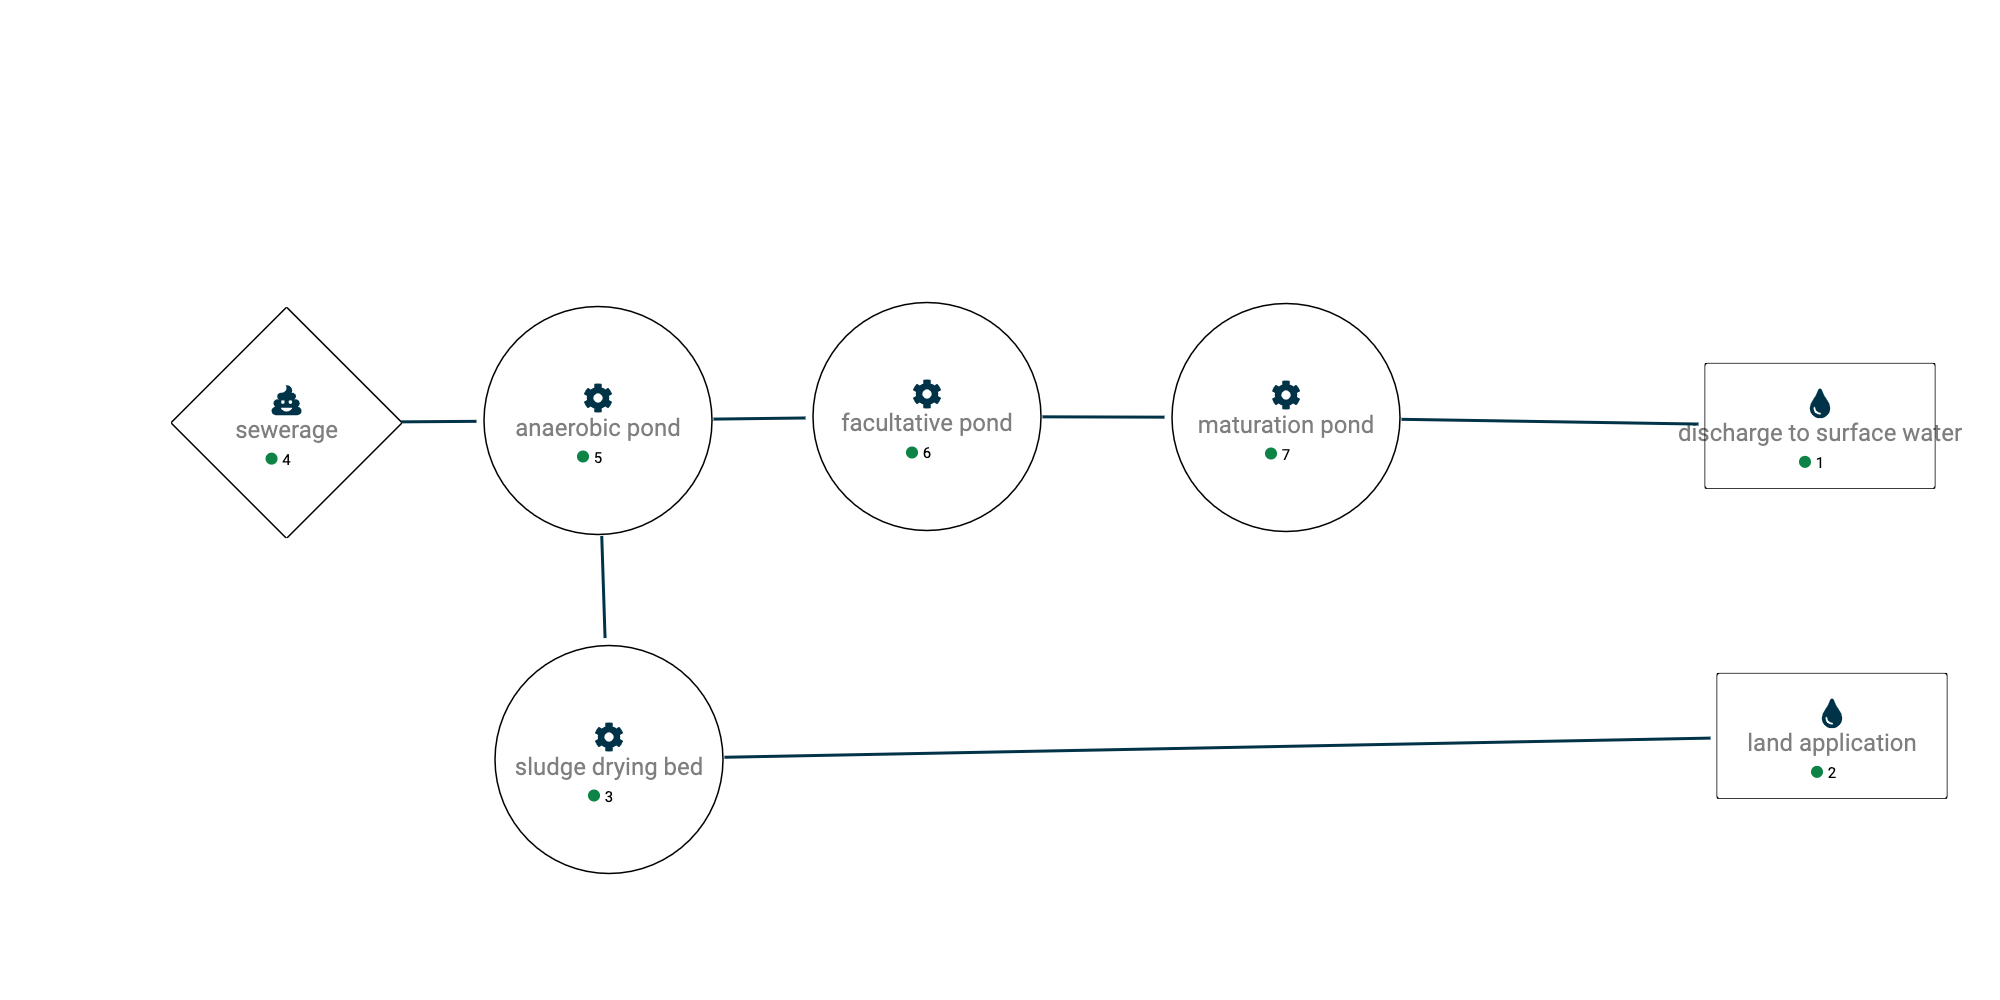 sewerage
4
anaerobic pond
5
facultative pond
6
maturation pond
7
discharge to surface water
1
sludge drying bed
3
land application
2